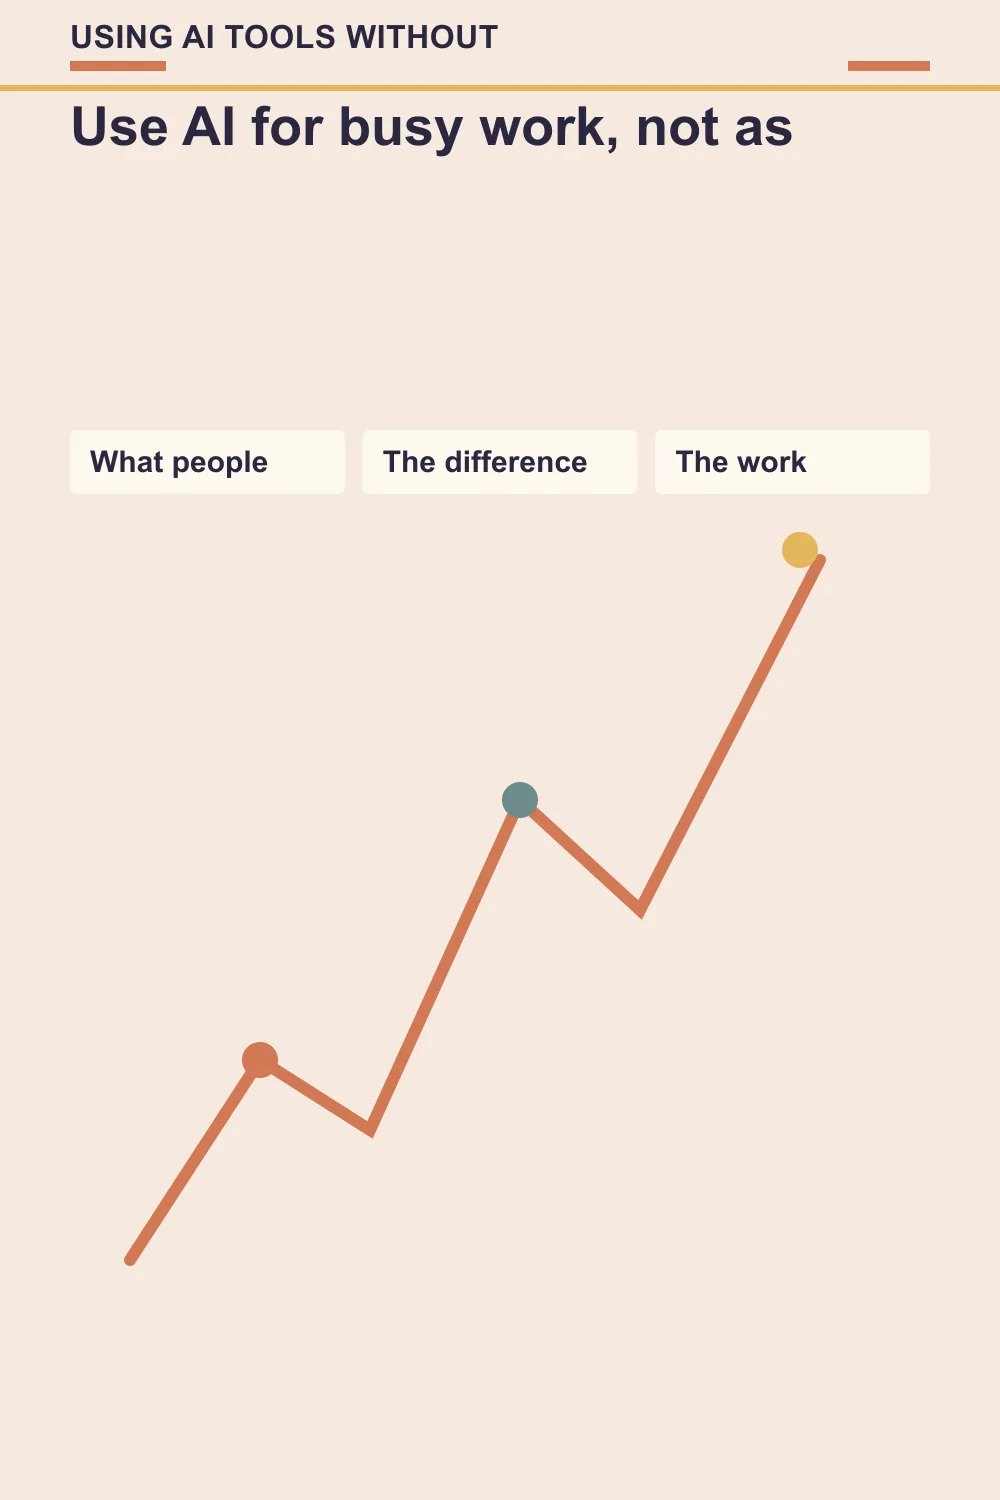 USING AI TOOLS WITHOUT
Use AI for busy work, not as
What people
The difference
The work